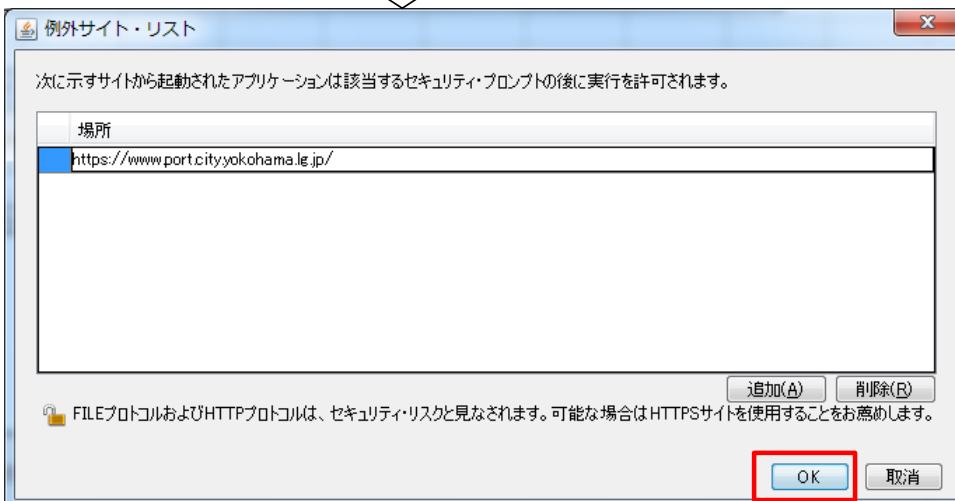 例外サイト・リスト
次に示すサイトから起動されたアプリケーションは該当するセキュリティ・プロンプトの後に実行を許可されます。
場所
https://www.port.city.yokohama.lg.jp/
追加(A) 削除(R)
FILEプロトコルおよびHTTPプロトコルは、セキュリティ・リスクと見なされます。可能な場合はHTTPSサイトを使用することをお薦めします。
OK 取消